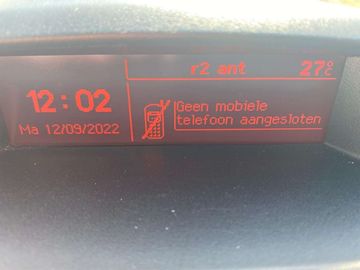 r2 ant 27°C
12:02
Ma 12/09/2022
Geen mobiele
telefoon aangesloten